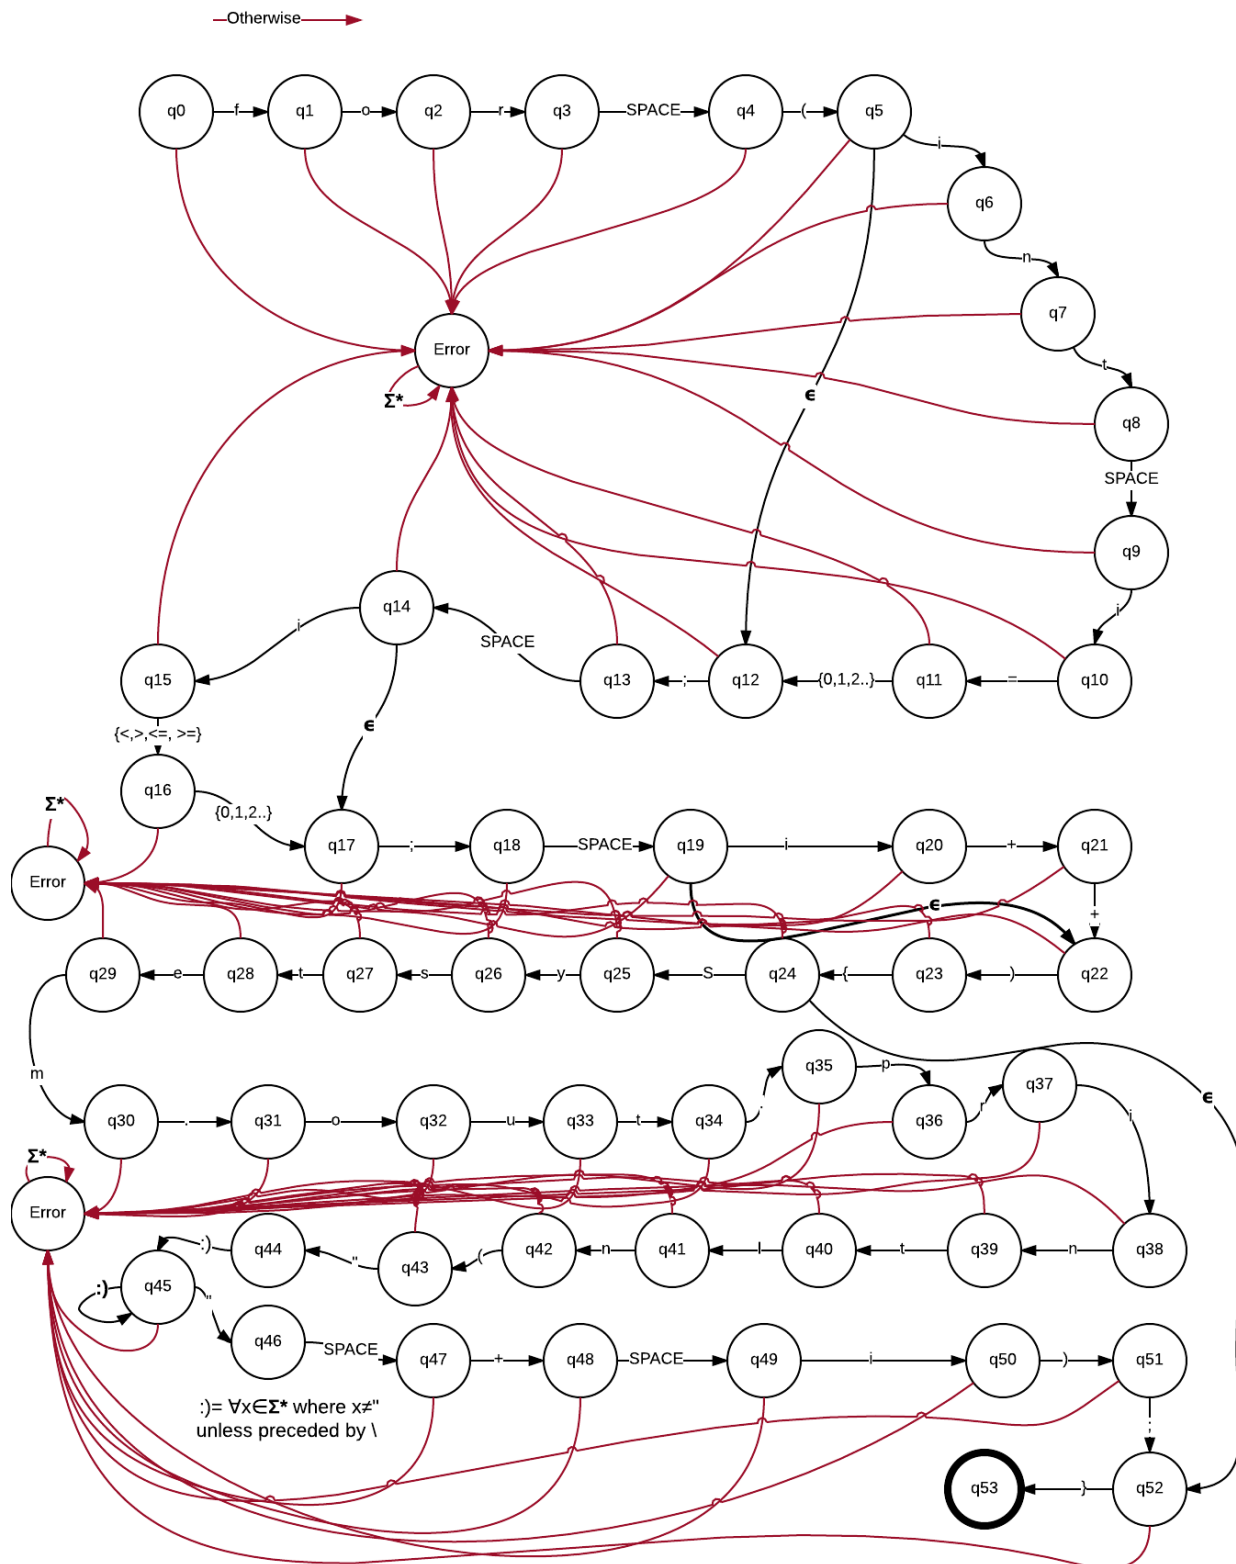 Otherwise
q0 f q1 o q2 r q3 SPACE q4 ( q5
i
q6
n
q7
t
Error
Σ*
ϵ
q8
SPACE
q9
i
q14
i
SPACE
q15
q13 ; q12 {0,1,2..} q11 = q10
ϵ
{<,>,<=, >=}
q16
{0,1,2..}
Σ*
q17 ; q18 SPACE q19 i q20 + q21
Error
ϵ
+
q29 e q28 t q27 s q26 y q25 S q24 { q23 ) q22
m
ϵ
q30 . q31 o q32 u q33 t q34 . q35 p q36 r q37
i
Σ*
Error
q44 " q43 ( q42 n q41 l q40 t q39 n q38
:)
q45
:)
"
q46 SPACE q47 + q48 SPACE q49 i q50 ) q51
:)= ∀x∈Σ* where x≠"
unless preceded by \
;
q53 } q52